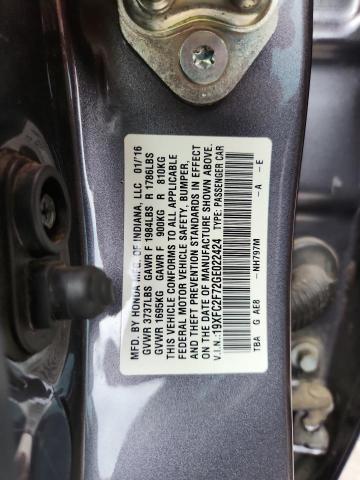 MFD. BY HONDA MFG. OF INDIANA, LLC 01/16
GVWR 3737LBS GAWR F 1984LBS R 1786LBS
GVWR 1695KG GAWR F 900KG R 810KG
THIS VEHICLE CONFORMS TO ALL APPLICABLE
FEDERAL MOTOR VEHICLE SAFETY, BUMPER,
AND THEFT PREVENTION STANDARDS IN EFFECT
ON THE DATE OF MANUFACTURE SHOWN ABOVE.
V.I.N.: 19XFC2F72GE022424 TYPE: PASSENGER CAR
TBA G AE8 - NH797M -A -E